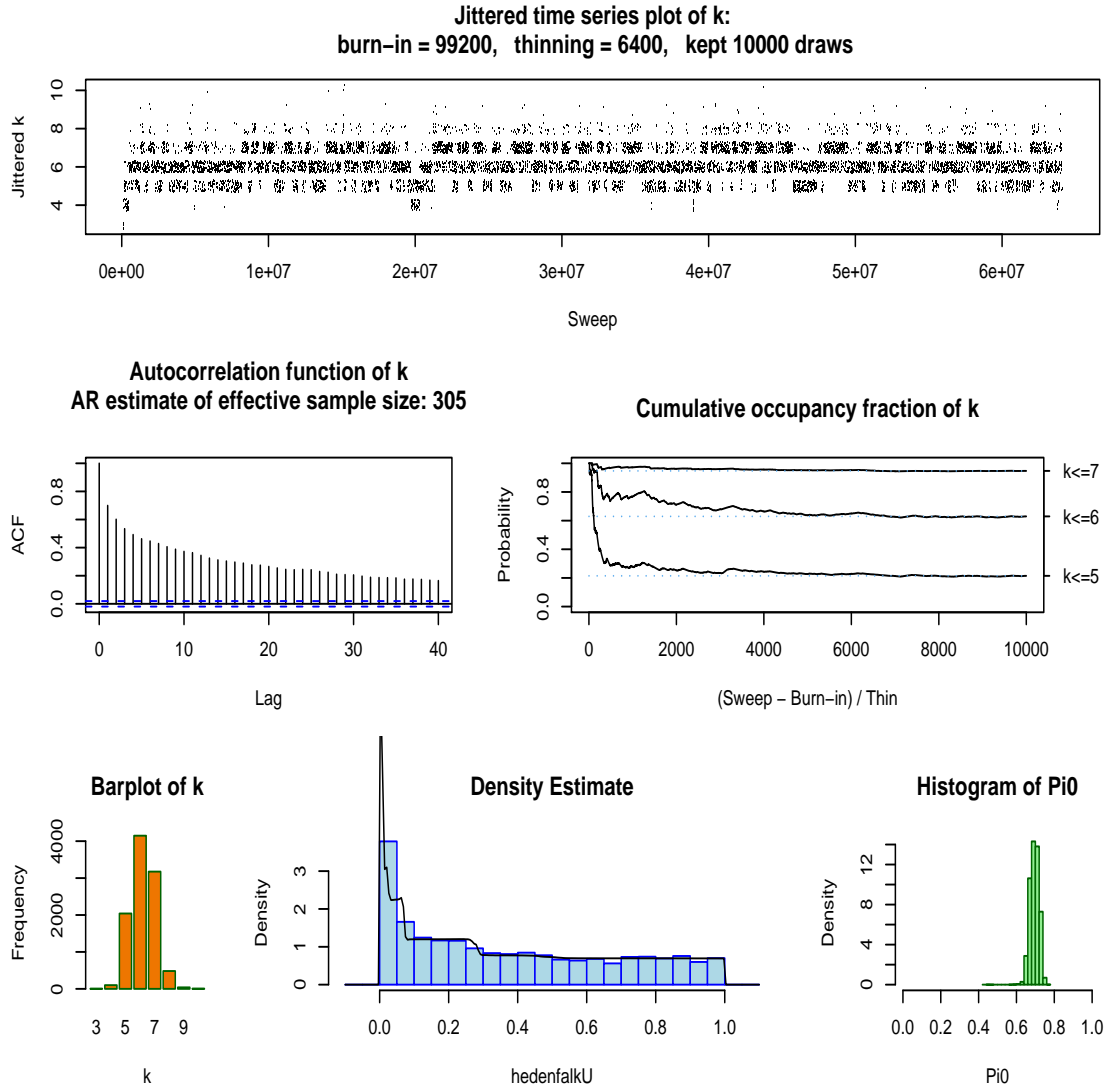 Jittered time series plot of k:
burn−in = 99200, thinning = 6400, kept 10000 draws
Jittered k
10
8
6
4
0e+00 1e+07 2e+07 3e+07 4e+07 5e+07 6e+07
Sweep
Autocorrelation function of k
AR estimate of effective sample size: 305
ACF
0.8
0.4
0.0
0 10 20 30 40
Lag
Cumulative occupancy fraction of k
Probability
0.8
0.4
0.0
k<=7
k<=6
k<=5
0 2000 4000 6000 8000 10000
(Sweep − Burn−in) / Thin
Barplot of k
Frequency
4000
2000
0
3 5 7 9
k
Density Estimate
Density
3
2
1
0
0.0 0.2 0.4 0.6 0.8 1.0
hedenfalkU
Histogram of Pi0
Density
12
8
4
0
0.0 0.2 0.4 0.6 0.8 1.0
Pi0